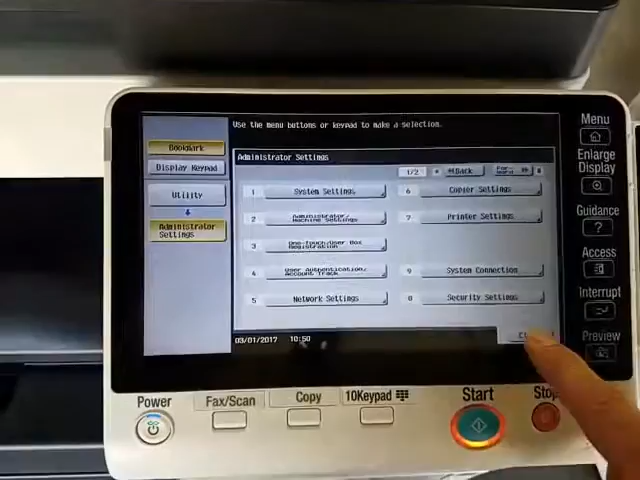 Use the menu buttons or keypad to make a selection.
Bookmark
Display Keypad
Utility
Administrator
Settings
Administrator Settings
1/2
Back
For-
ward
1 System Settings
2 Administrator/
Machine Settings
3 One-Touch/User Box
Registration
4 User Authentication/
Account Track
5 Network Settings
6 Copier Settings
7 Printer Settings
9 System Connection
0 Security Settings
03/01/2017 10:50
Menu
Enlarge
Display
Guidance
?
Access
Interrupt
Preview
Power
Fax/Scan
Copy
10Keypad
Start
Stop